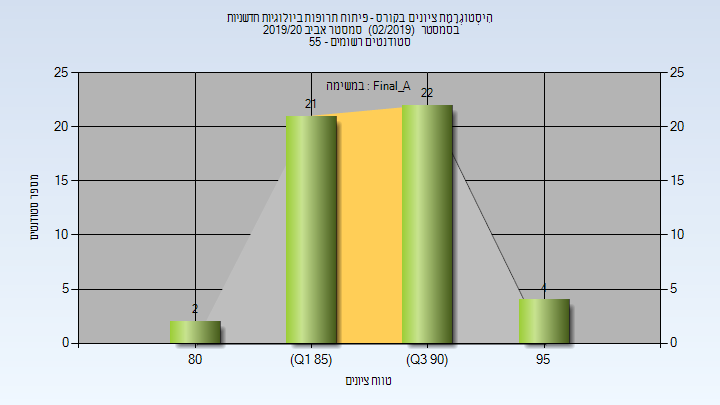 היסטוגרמת ציונים בקורס - פיתוח תרופות ביולוגיות חדשניות
בסמסטר (02/2019) סמסטר אביב 2019/20
סטודנטים רשומים - 55
במשימה : Final_A
25 25
20 20
15 15
10 10
5 5
0 0
מספר סטודנטים
2 21 22 4
80 (Q1 85) (Q3 90) 95
טווח ציונים